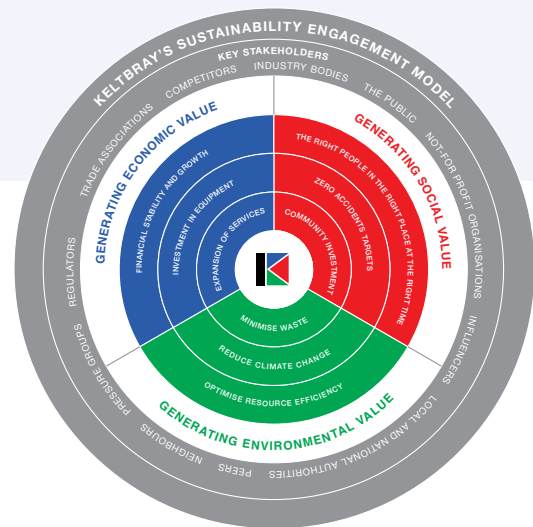 KELTBRAY'S SUSTAINABILITY ENGAGEMENT MODEL
KEY STAKEHOLDERS
INDUSTRY BODIES
THE PUBLIC
NOT-FOR PROFIT ORGANISATIONS
INFLUENCERS
LOCAL AND NATIONAL AUTHORITIES
PEERS
NEIGHBOURS
PRESSURE GROUPS
REGULATORS
TRADE ASSOCIATIONS
COMPETITORS
GENERATING ECONOMIC VALUE
FINANCIAL STABILITY AND GROWTH
INVESTMENT IN EQUIPMENT
EXPANSION OF SERVICES
GENERATING SOCIAL VALUE
THE RIGHT PEOPLE IN THE RIGHT PLACE AT THE RIGHT TIME
ZERO ACCIDENTS TARGETS
COMMUNITY INVESTMENT
MINIMISE WASTE
REDUCE CLIMATE CHANGE
OPTIMISE RESOURCE EFFICIENCY
GENERATING ENVIRONMENTAL VALUE